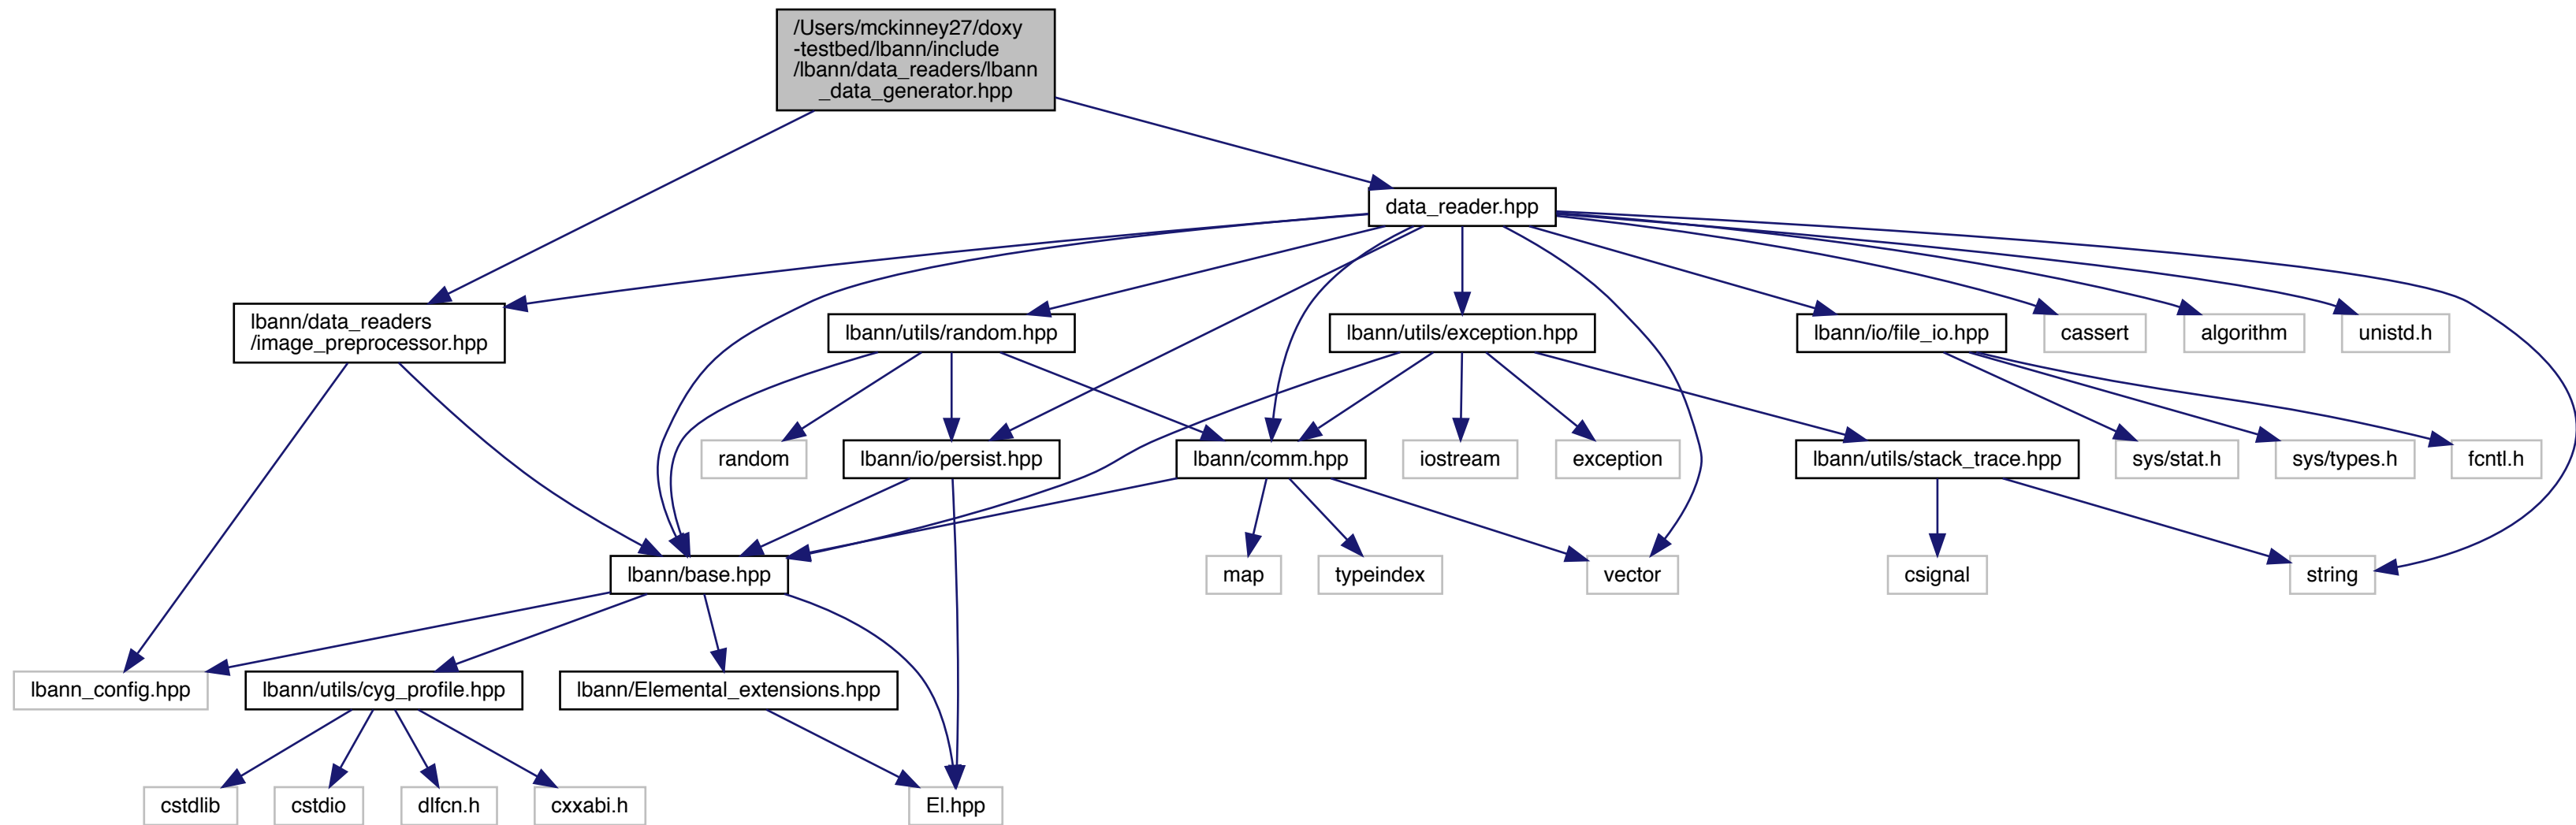 /Users/mckinney27/doxy
-testbed/lbann/include
/lbann/data_readers/lbann
_data_generator.hpp
data_reader.hpp
lbann/data_readers
/image_preprocessor.hpp
lbann/utils/random.hpp
lbann/utils/exception.hpp
lbann/io/file_io.hpp
cassert
algorithm
unistd.h
random
lbann/io/persist.hpp
lbann/comm.hpp
iostream
exception
lbann/utils/stack_trace.hpp
sys/stat.h
sys/types.h
fcntl.h
lbann/base.hpp
map
typeindex
vector
csignal
string
lbann_config.hpp
lbann/utils/cyg_profile.hpp
lbann/Elemental_extensions.hpp
cstdlib
cstdio
dlfcn.h
cxxabi.h
El.hpp